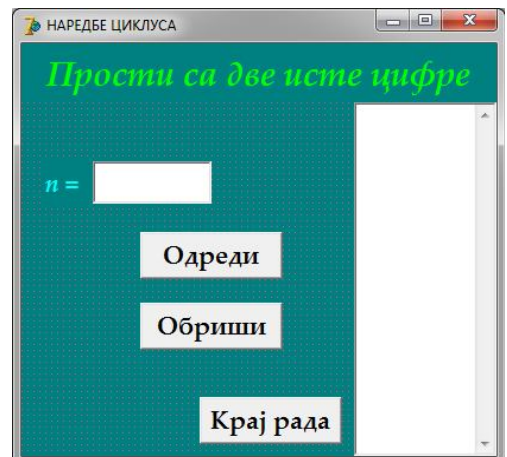 НАРЕДБЕ ЦИКЛУСА
Прости са две исте цифре
n =
Одреди
Обриши
Крај рада